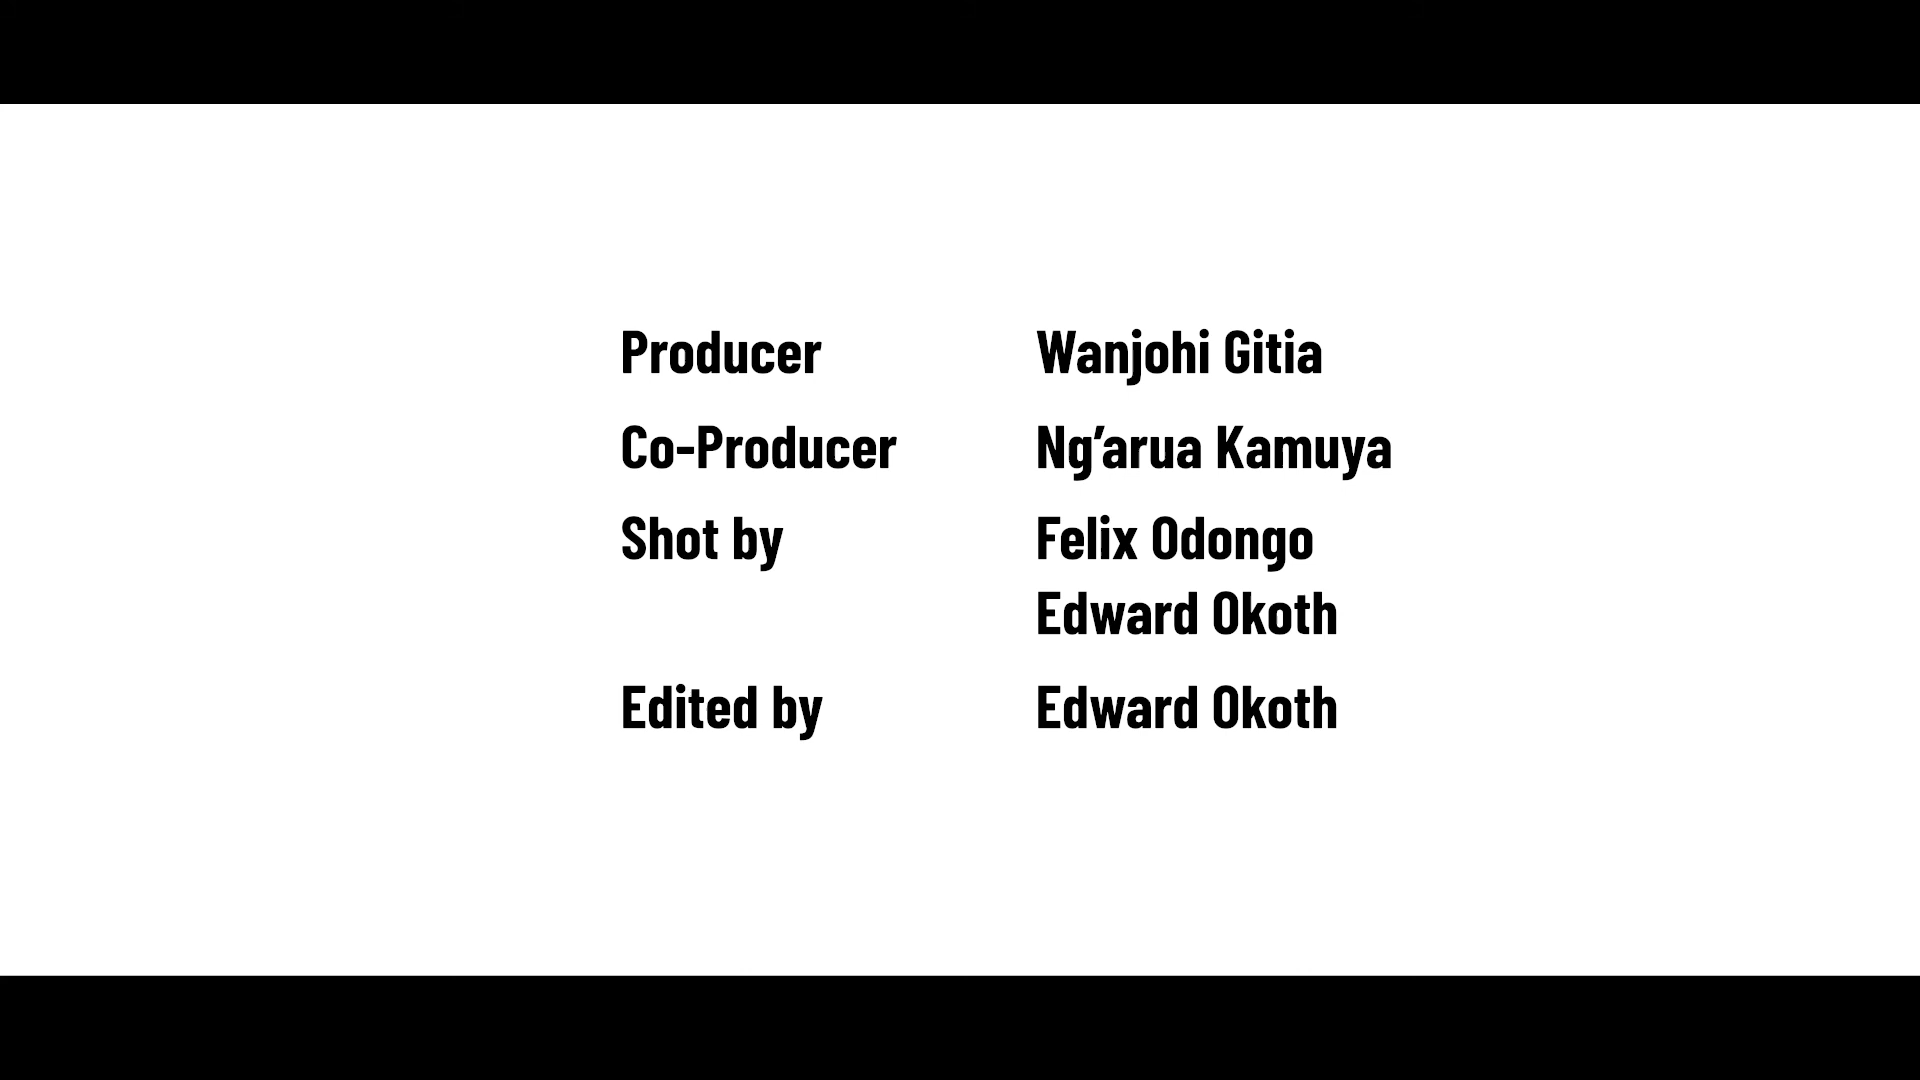 Producer Wanjohi Gitia
Co-Producer Ng’arua Kamuya
Shot by Felix Odongo
Edward Okoth
Edited by Edward Okoth